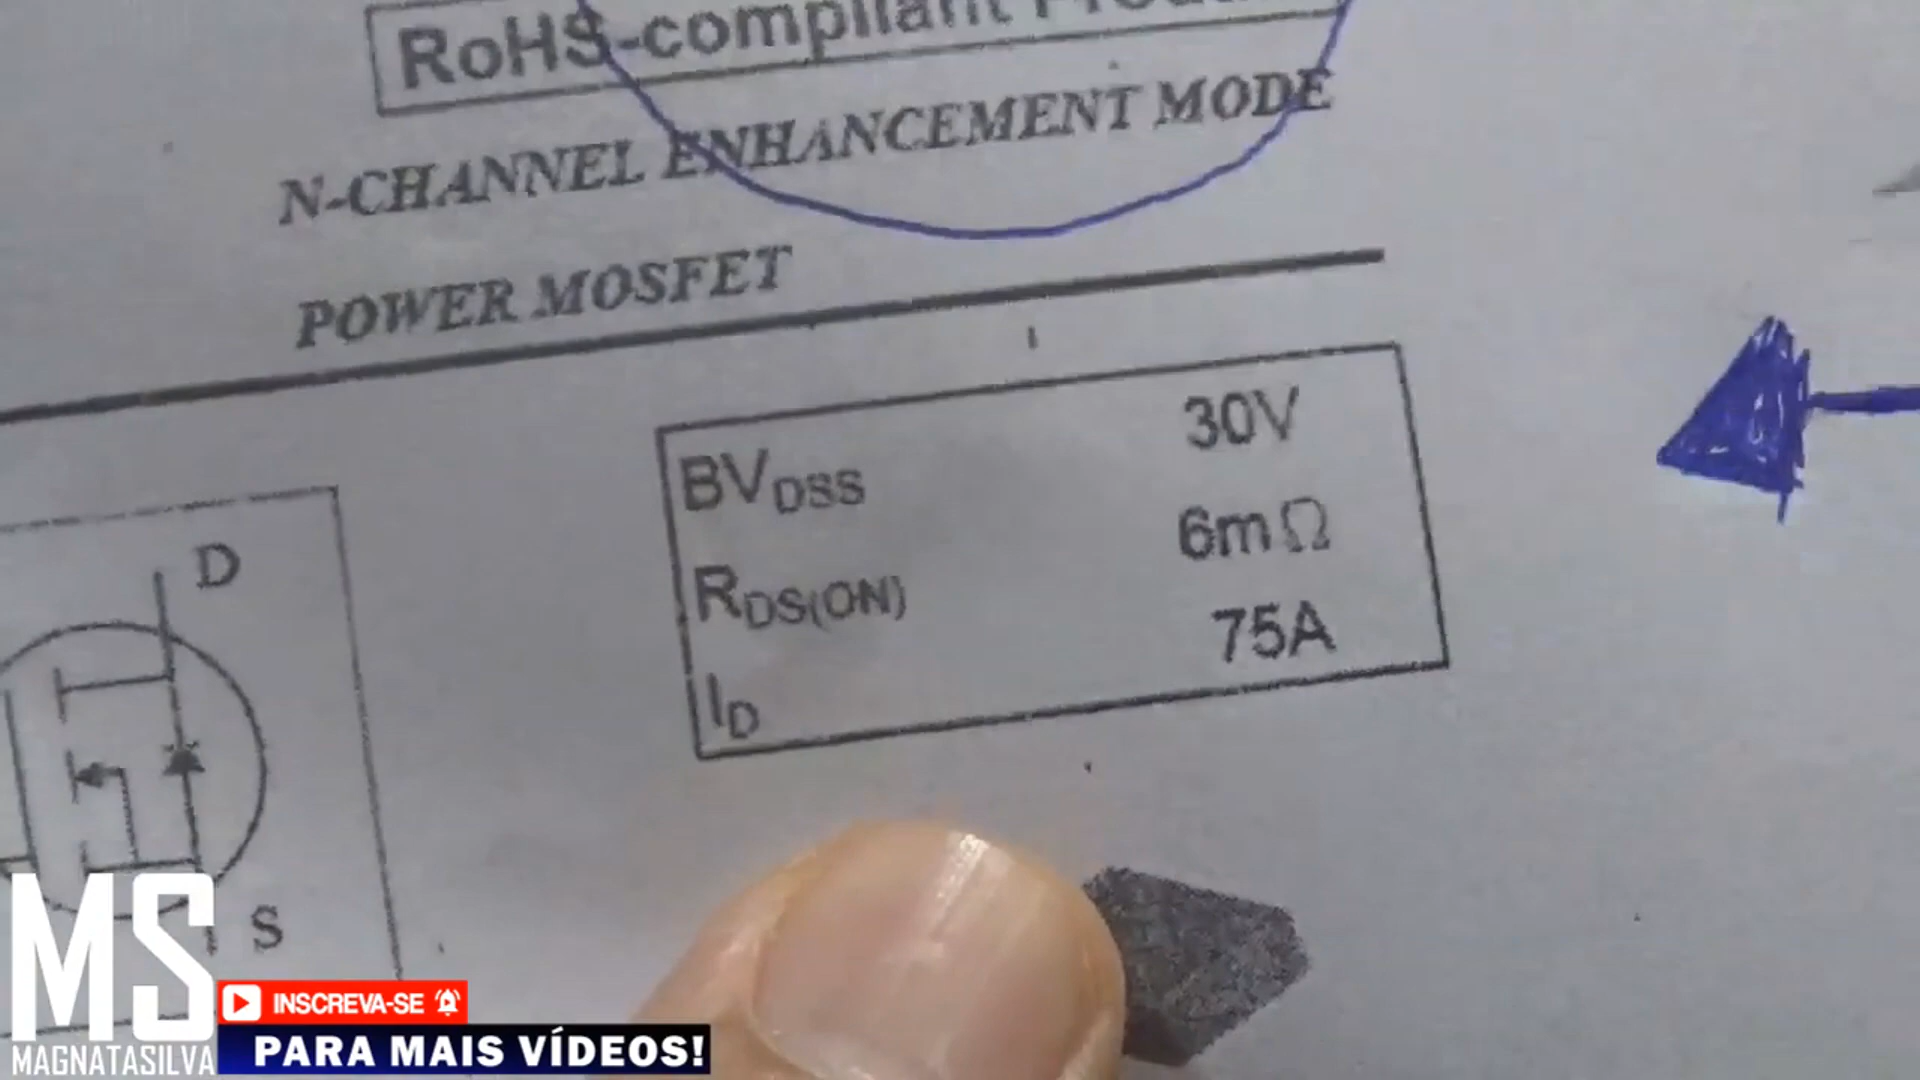 RoHS-compliant
N-CHANNEL ENHANCEMENT MODE
POWER MOSFET
BVDSS 30V
RDS(ON) 6mΩ
ID 75A
D
S
MS
MAGNATASILVA
INSCREVA-SE
PARA MAIS VÍDEOS!